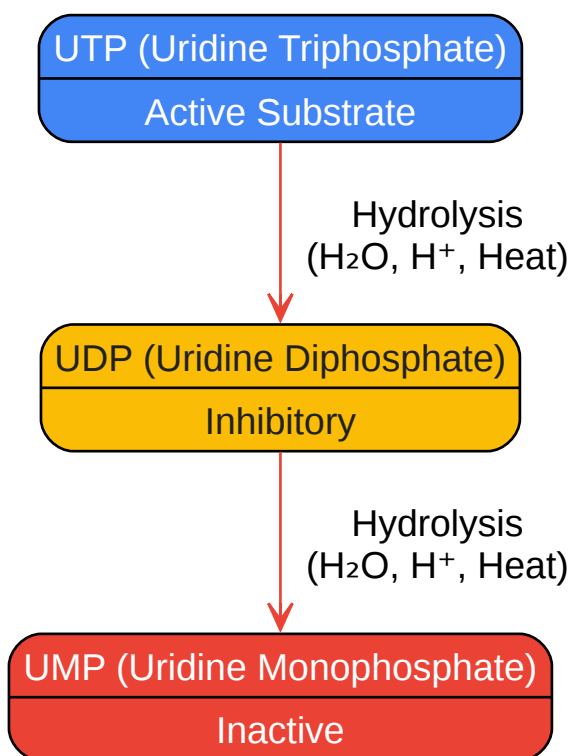 UTP (Uridine Triphosphate)
Active Substrate
Hydrolysis
(H₂O, H⁺, Heat)
UDP (Uridine Diphosphate)
Inhibitory
Hydrolysis
(H₂O, H⁺, Heat)
UMP (Uridine Monophosphate)
Inactive